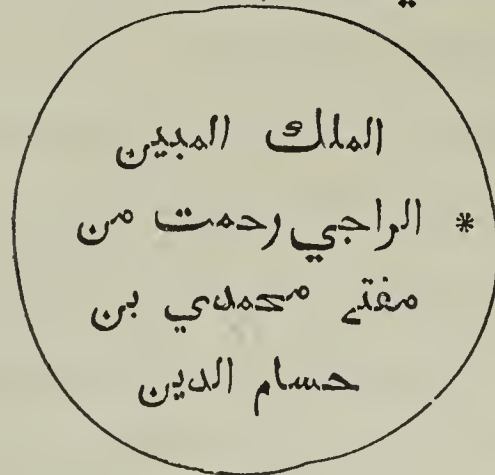 الملك المبين
* الراجي رحمت من
مفتي محمدي بن
حسام الدين